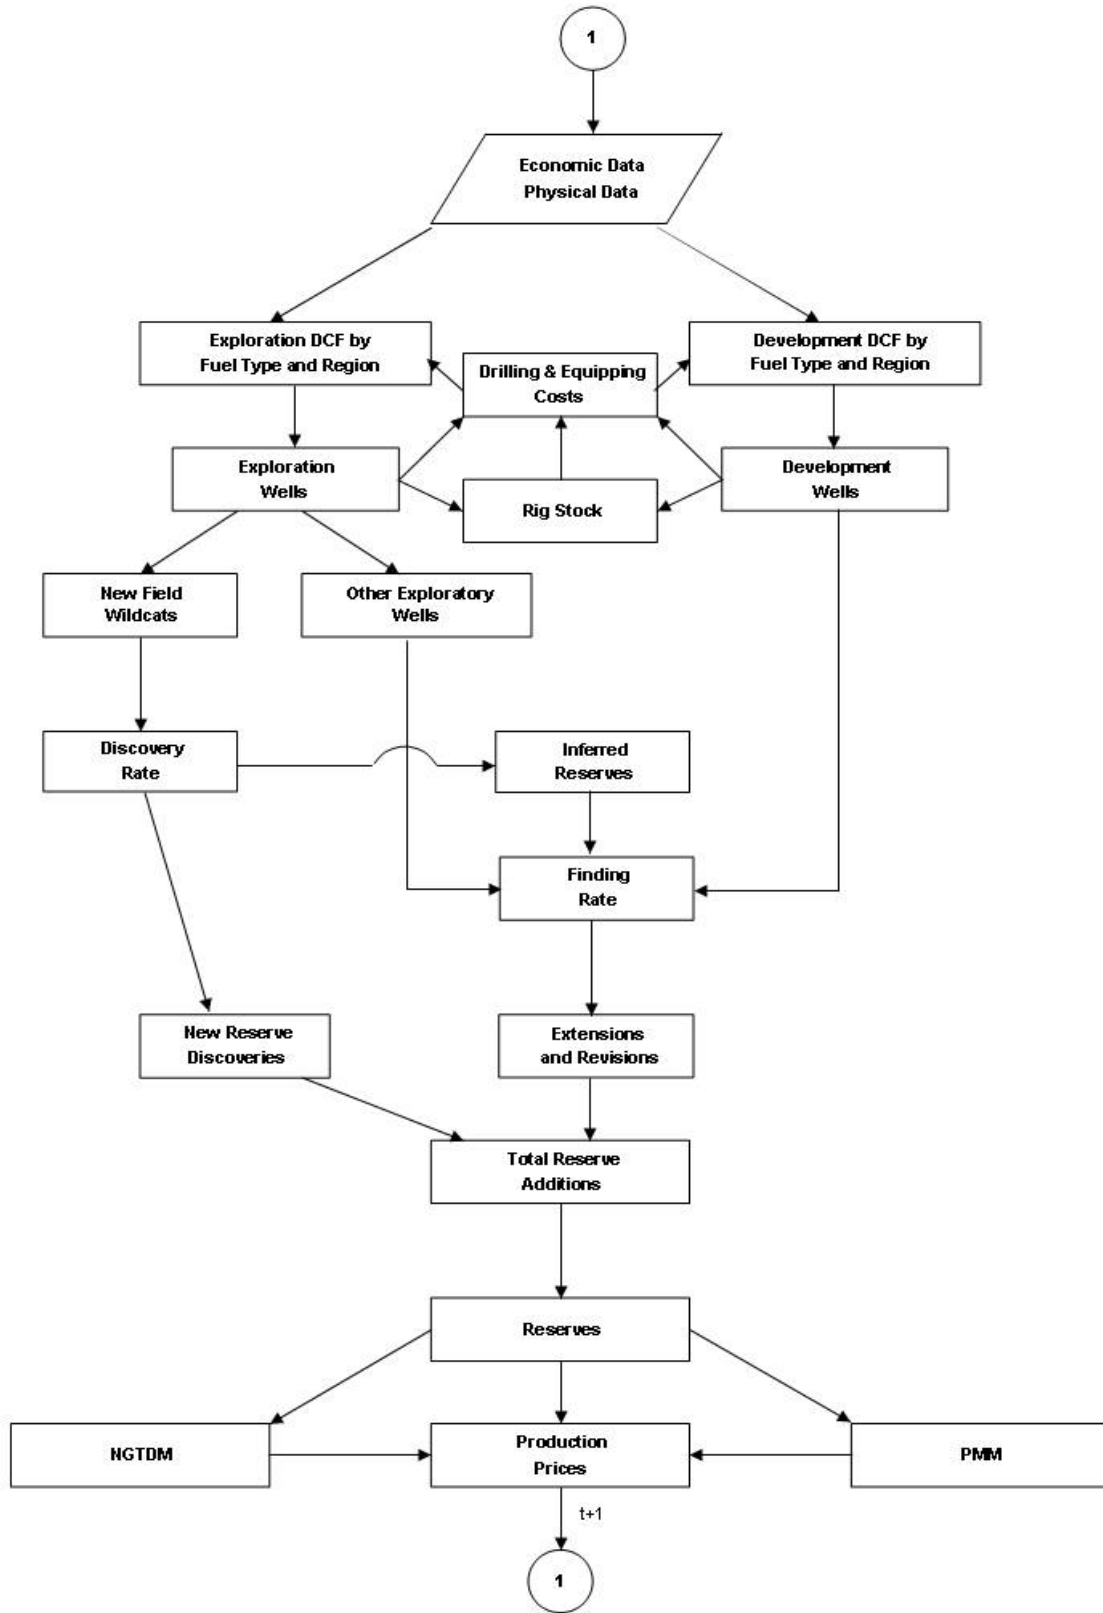 1
Economic Data
Physical Data
Exploration DCF by
Fuel Type and Region
Drilling & Equipping
Costs
Development DCF by
Fuel Type and Region
Exploration
Wells
Rig Stock
Development
Wells
New Field
Wildcats
Other Exploratory
Wells
Discovery
Rate
Inferred
Reserves
Finding
Rate
New Reserve
Discoveries
Extensions
and Revisions
Total Reserve
Additions
Reserves
NGTDM
Production
Prices
PMM
t+1
1